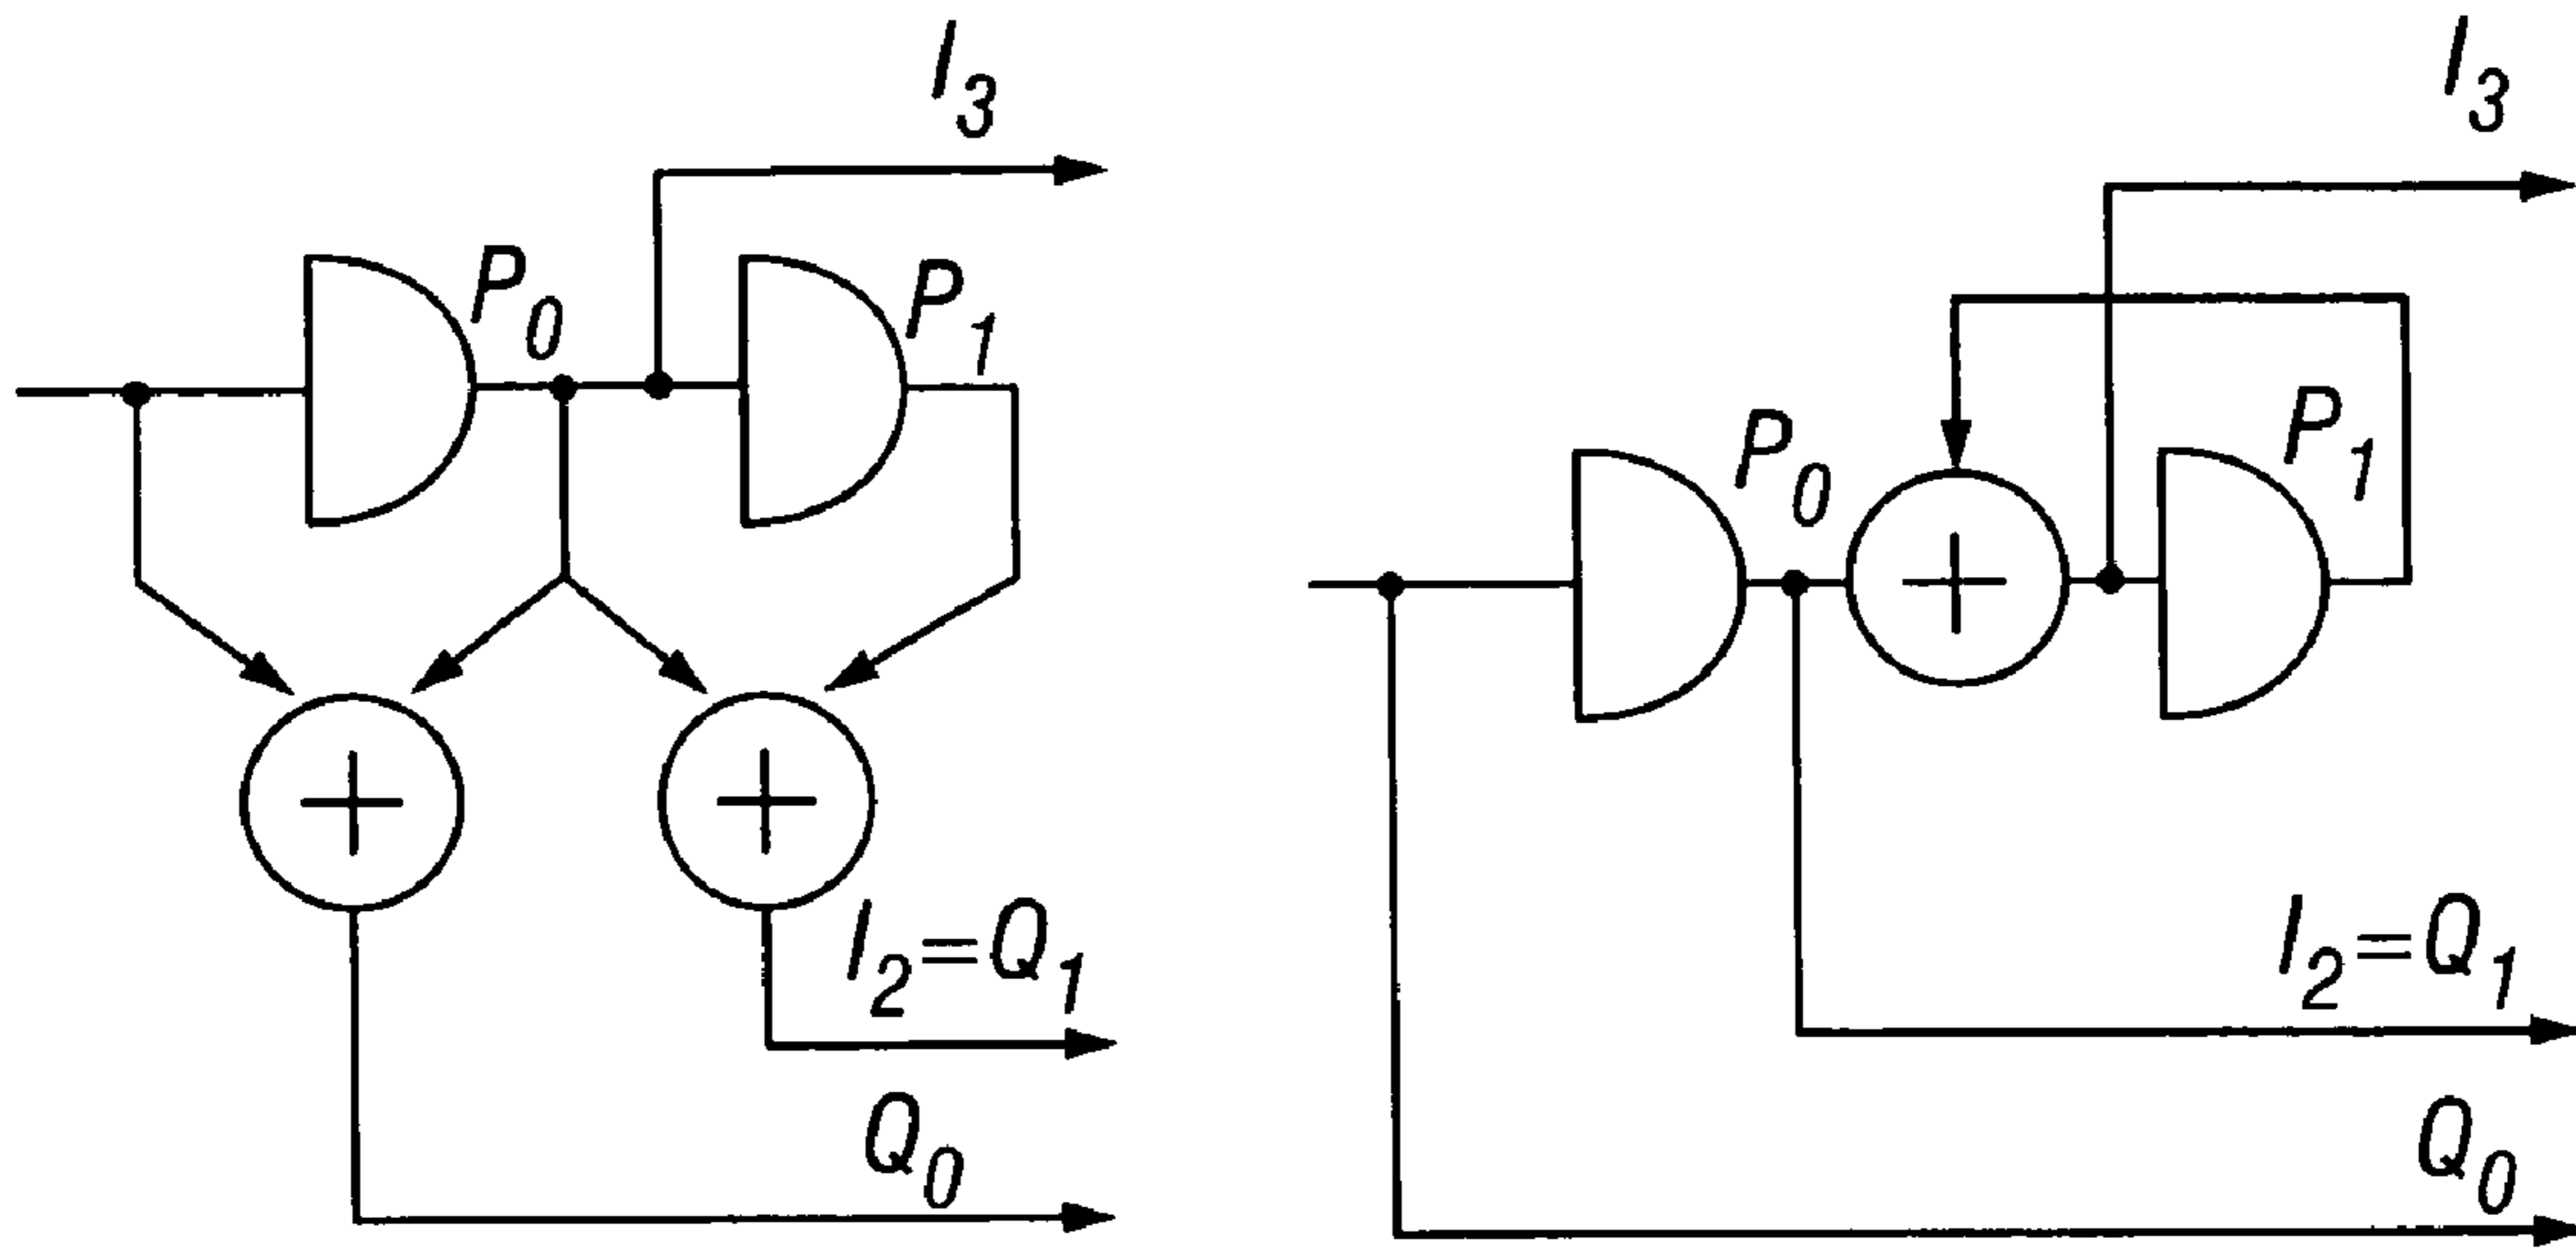 I₃
P₀
P₁
+
+
I₂=Q₁
Q₀
I₃
P₀
P₁
+
I₂=Q₁
Q₀